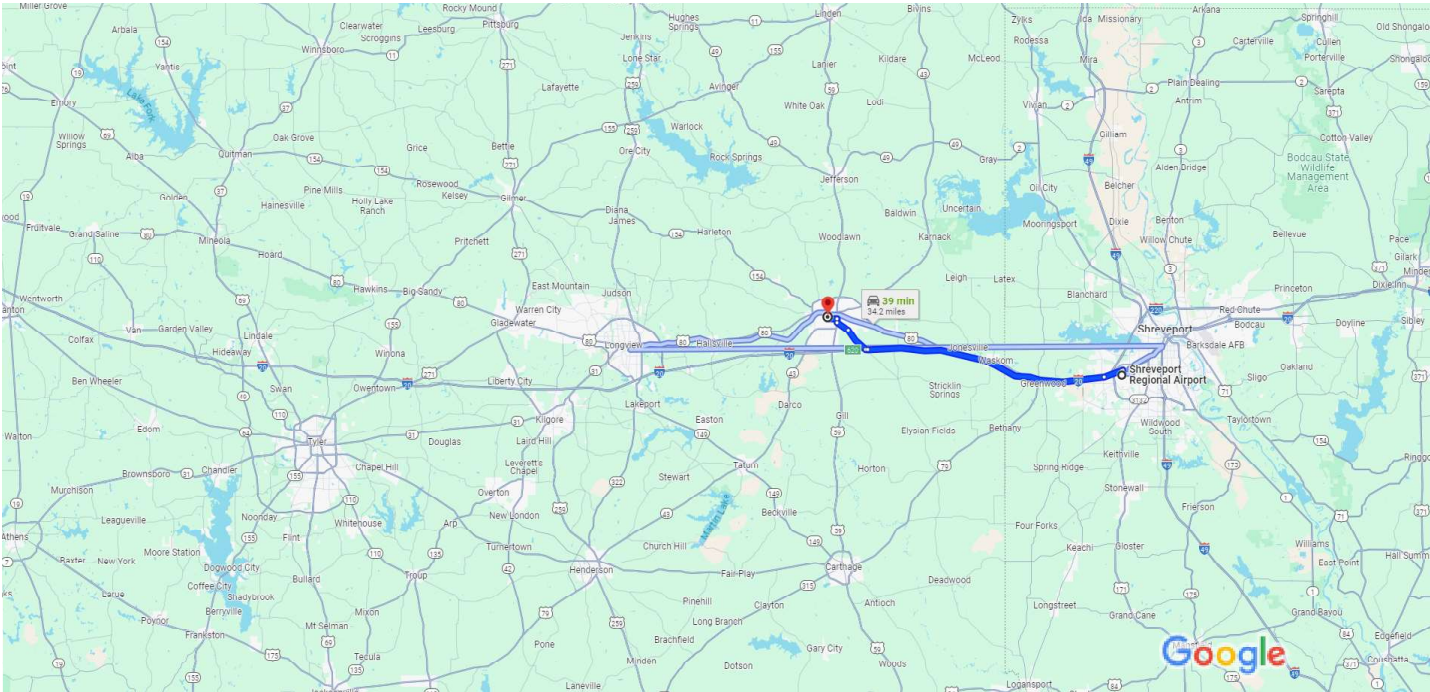 Miller Grove
Rocky Mound
Pittsburg
Hughes
Springs
Linden
Bivins
Arkana
Springhill
Arbala
Clearwater
Scroggins
Leesburg
Winnsboro
Jenkins
Lone Star
Zylks
Ida
Missionary
Rodessa
Mira
Carterville
Cullen
Porterville
Old Shongaloo
Yantis
Lanier
Kildare
McLeod
Plain Dealing
Sarepta
Shongaloo
Lake Fork
Emory
Lafayette
Avinger
White Oak
Lodi
Vivian
Antrim
Willow
Springs
Oak Grove
Warlock
Gilliam
Cotton Valley
Alba
Quitman
Grice
Bettie
Ore City
Rock Springs
Gray
Alden Bridge
Bodcau State
Wildlife
Management
Area
Golden
Pine Mills
Hainesville
Holly Lake
Ranch
Rosewood
Kelsey
Gilmer
Jefferson
Oil City
Belcher
Fruitvale
Grand Saline
Mineola
Diana
James
Baldwin
Uncertain
Mooringsport
Dixie
Benton
Hoard
Pritchett
Harleton
Woodlawn
Karnack
Willow Chute
Bellevue
Pace
Gilark
Hawkins
Big Sandy
East Mountain
Judson
Leigh
Latex
Blanchard
Princeton
Dixie Inn
Wentworth
Warren City
Gladewater
39 min
34.2 miles
Red Chute
Bodcau
Colfax
Van
Garden Valley
Lindale
Hideaway
Winona
Longview
Hallsville
Jonesville
Waskom
Shreveport
Barksdale AFB
Doyline
Sibley
Ben Wheeler
Swan
Owentown
Liberty City
Lakeport
Stricklin
Springs
Greenwood
Shreveport
Regional Airport
Sligo
Oakland
Walton
Edom
Tyler
Douglas
Kilgore
Laird Hill
Easton
Darco
Gill
Elysian Fields
Bethany
Wildwood
South
Taylortown
Brownsboro
Chandler
Chapel Hill
Leverett's
Chapel
Tatum
Horton
Spring Ridge
Keithville
Murchison
Overton
Stewart
Stonewall
Leagueville
Noonday
Whitehouse
Arp
New London
Beckville
Martin Lake
Four Forks
Frierson
Athens
Moore Station
Flint
Turnertown
Church Hill
Keachi
Gloster
Williams
East Point
Hall Summit
Baxter
New York
Dogwood City
Coffee City
Bullard
Troup
Henderson
Fair Play
Carthage
Deadwood
Larue
Shadybrook
Berryville
Mixon
Pinehill
Clayton
Antioch
Longstreet
Grand Cane
Grand Bayou
Poynor
Mt Selman
Long Branch
Frankston
Pone
Brachfield
Gary City
Google
Edgefield
Coushatta
Tecula
Minden
Dotson
Woods
Laneville
Logansport